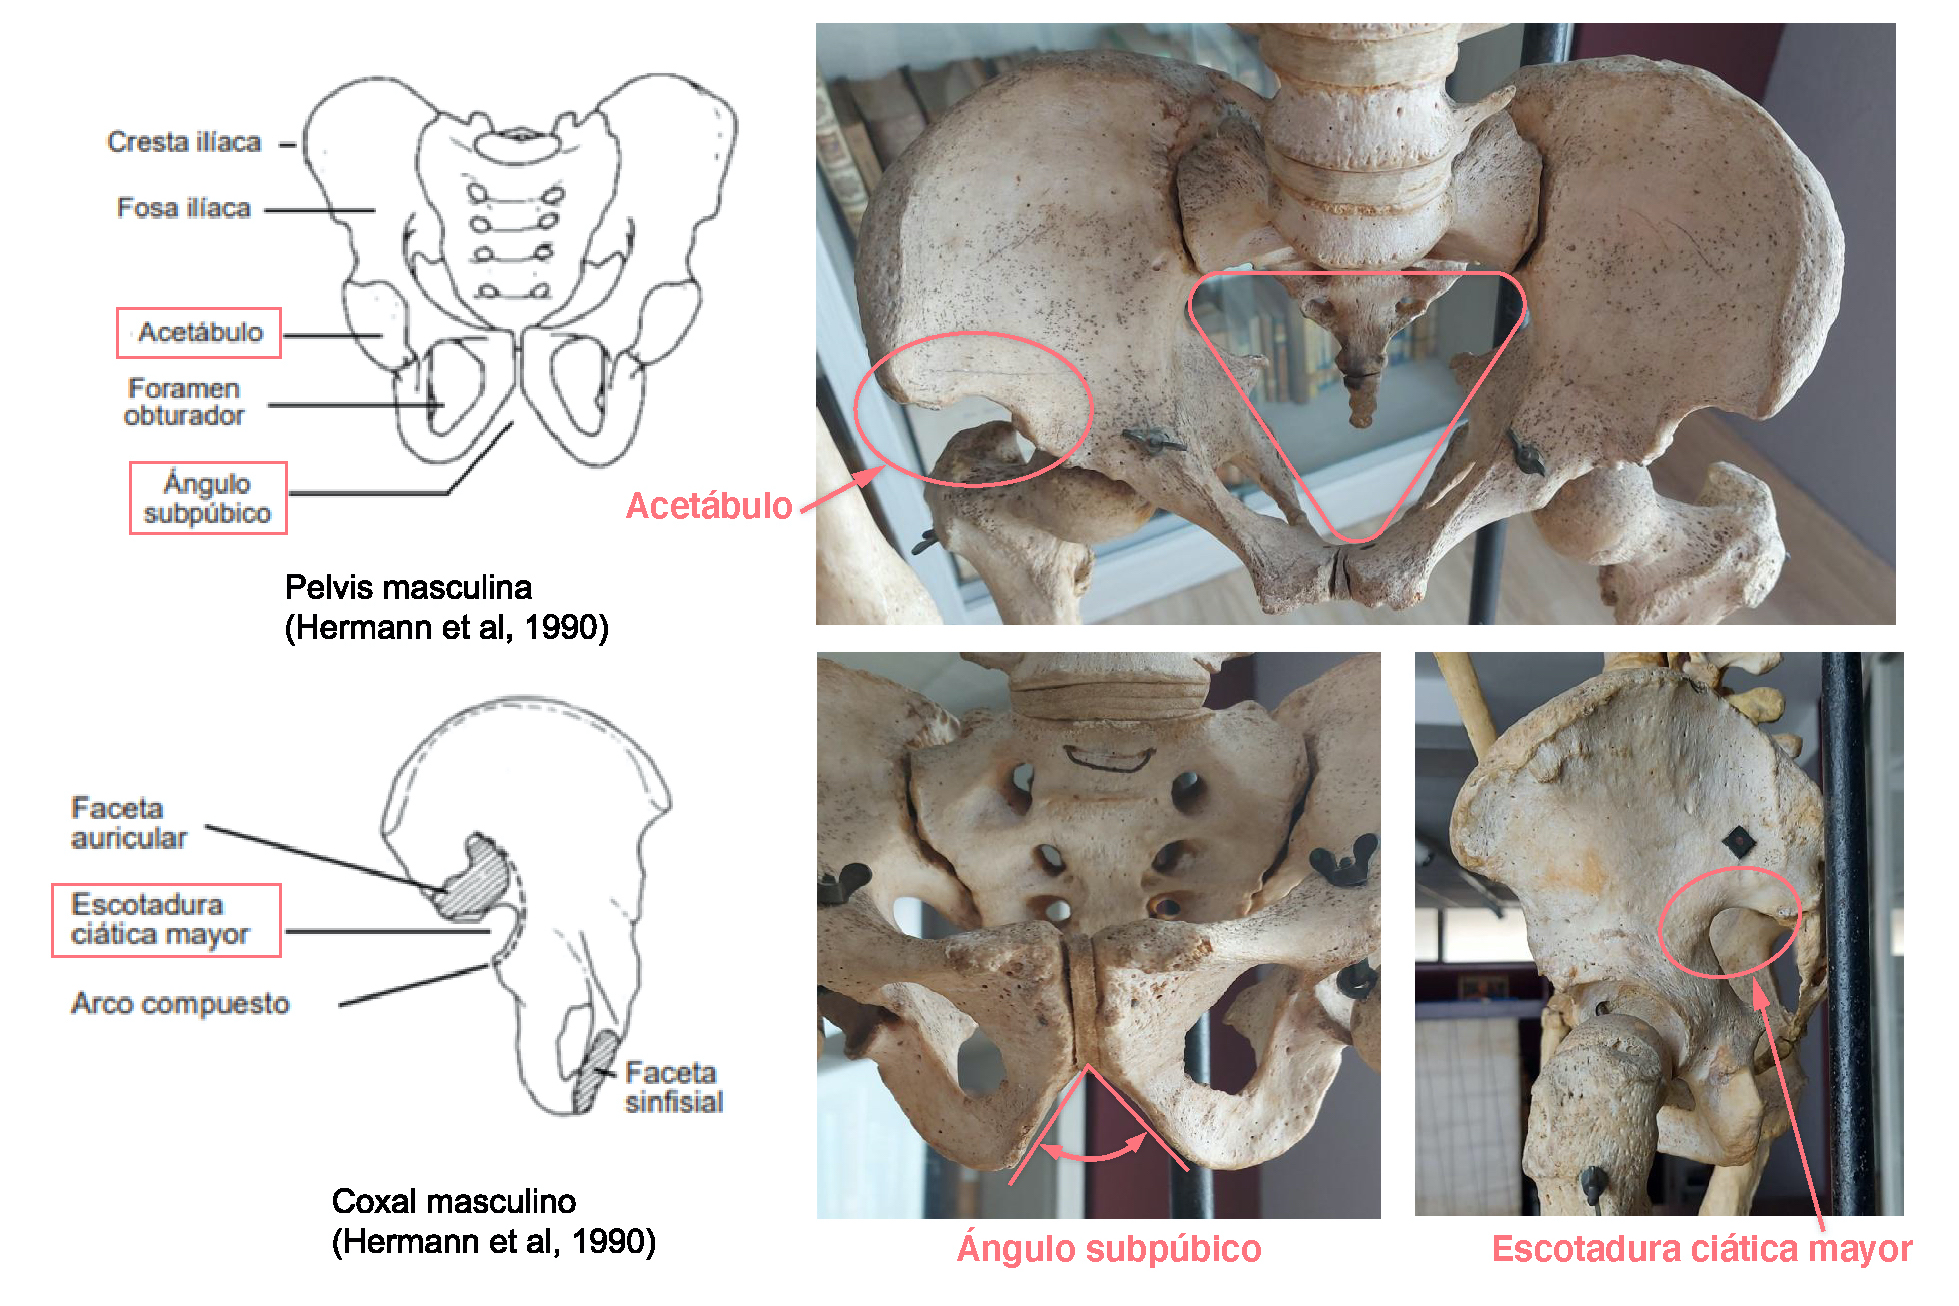 Cresta ilíaca
Fosa ilíaca
Acetábulo
Foramen
obturador
Ángulo
subpúbico
Pelvis masculina
(Hermann et al, 1990)
Acetábulo
Faceta
auricular
Escotadura
ciática mayor
Arco compuesto
Faceta
sinfisial
Coxal masculino
(Hermann et al, 1990)
Ángulo subpúbico
Escotadura ciática mayor